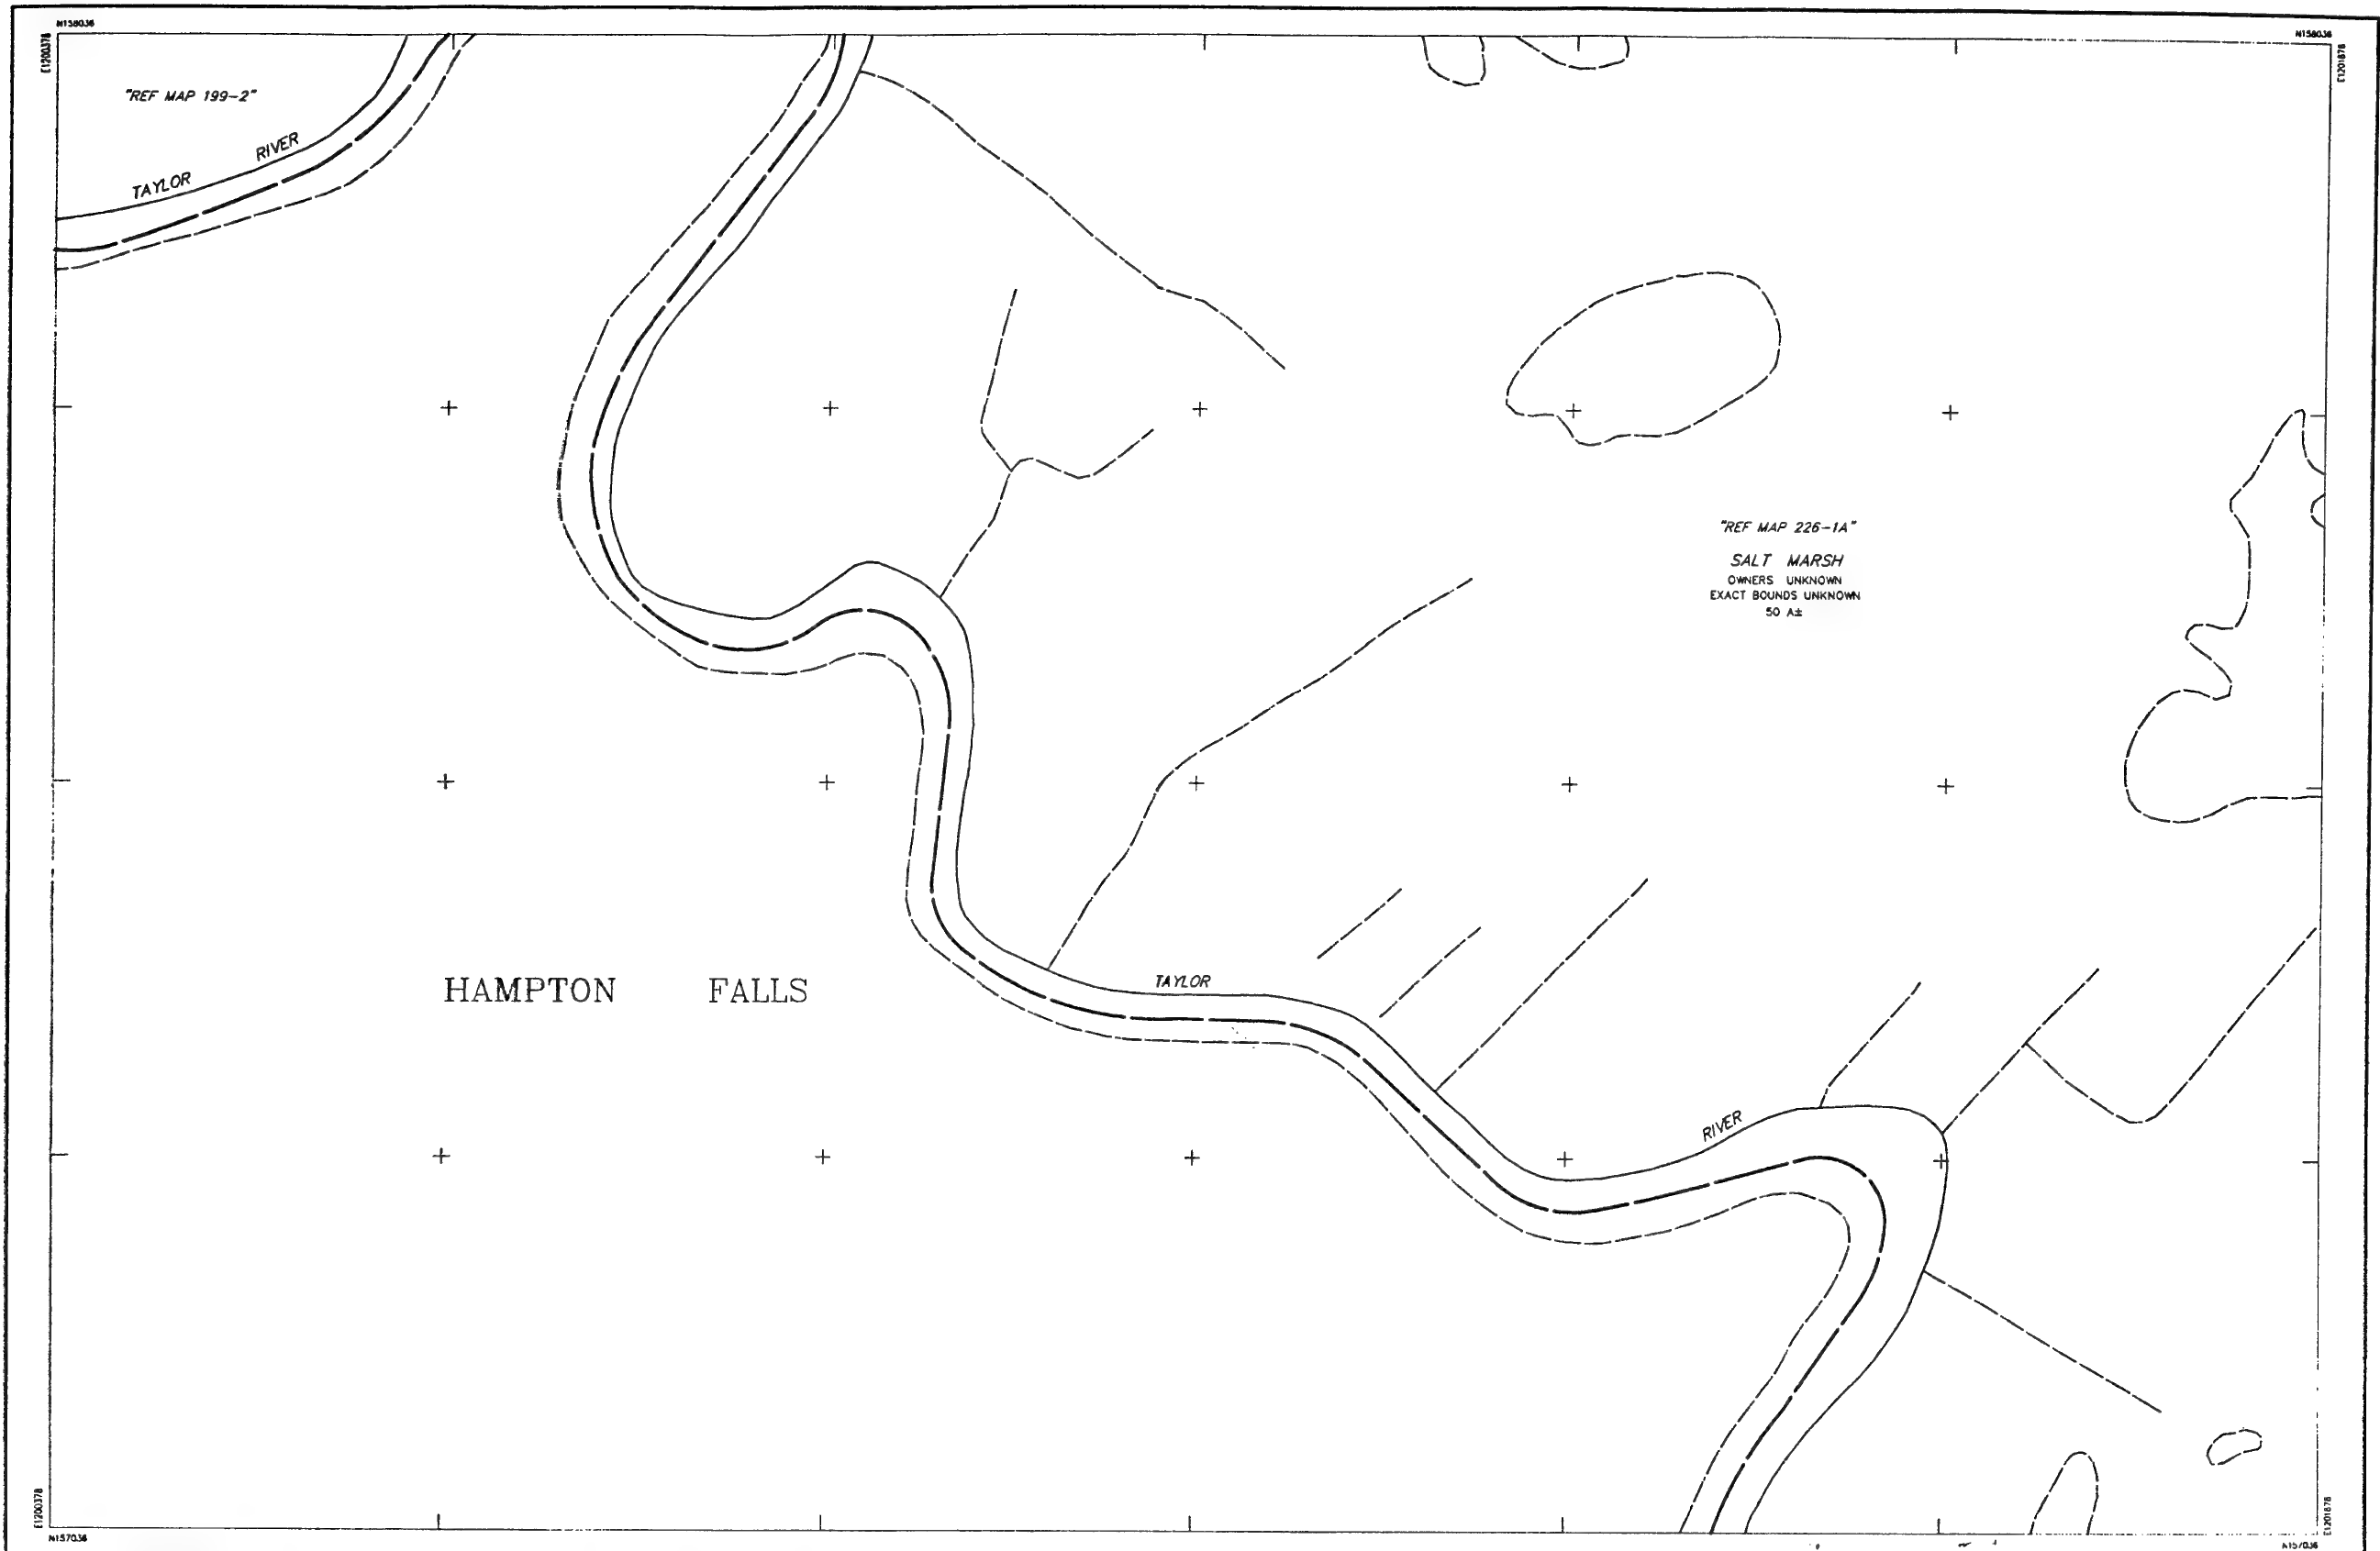 N158036
N158036
E1200378
E1201878
"REF MAP 199-2"
TAYLOR RIVER
"REF MAP 226-1A"
SALT MARSH
OWNERS UNKNOWN
EXACT BOUNDS UNKNOWN
50 A±
HAMPTON FALLS
TAYLOR
RIVER
E1200378
E1201878
N157036
N157036